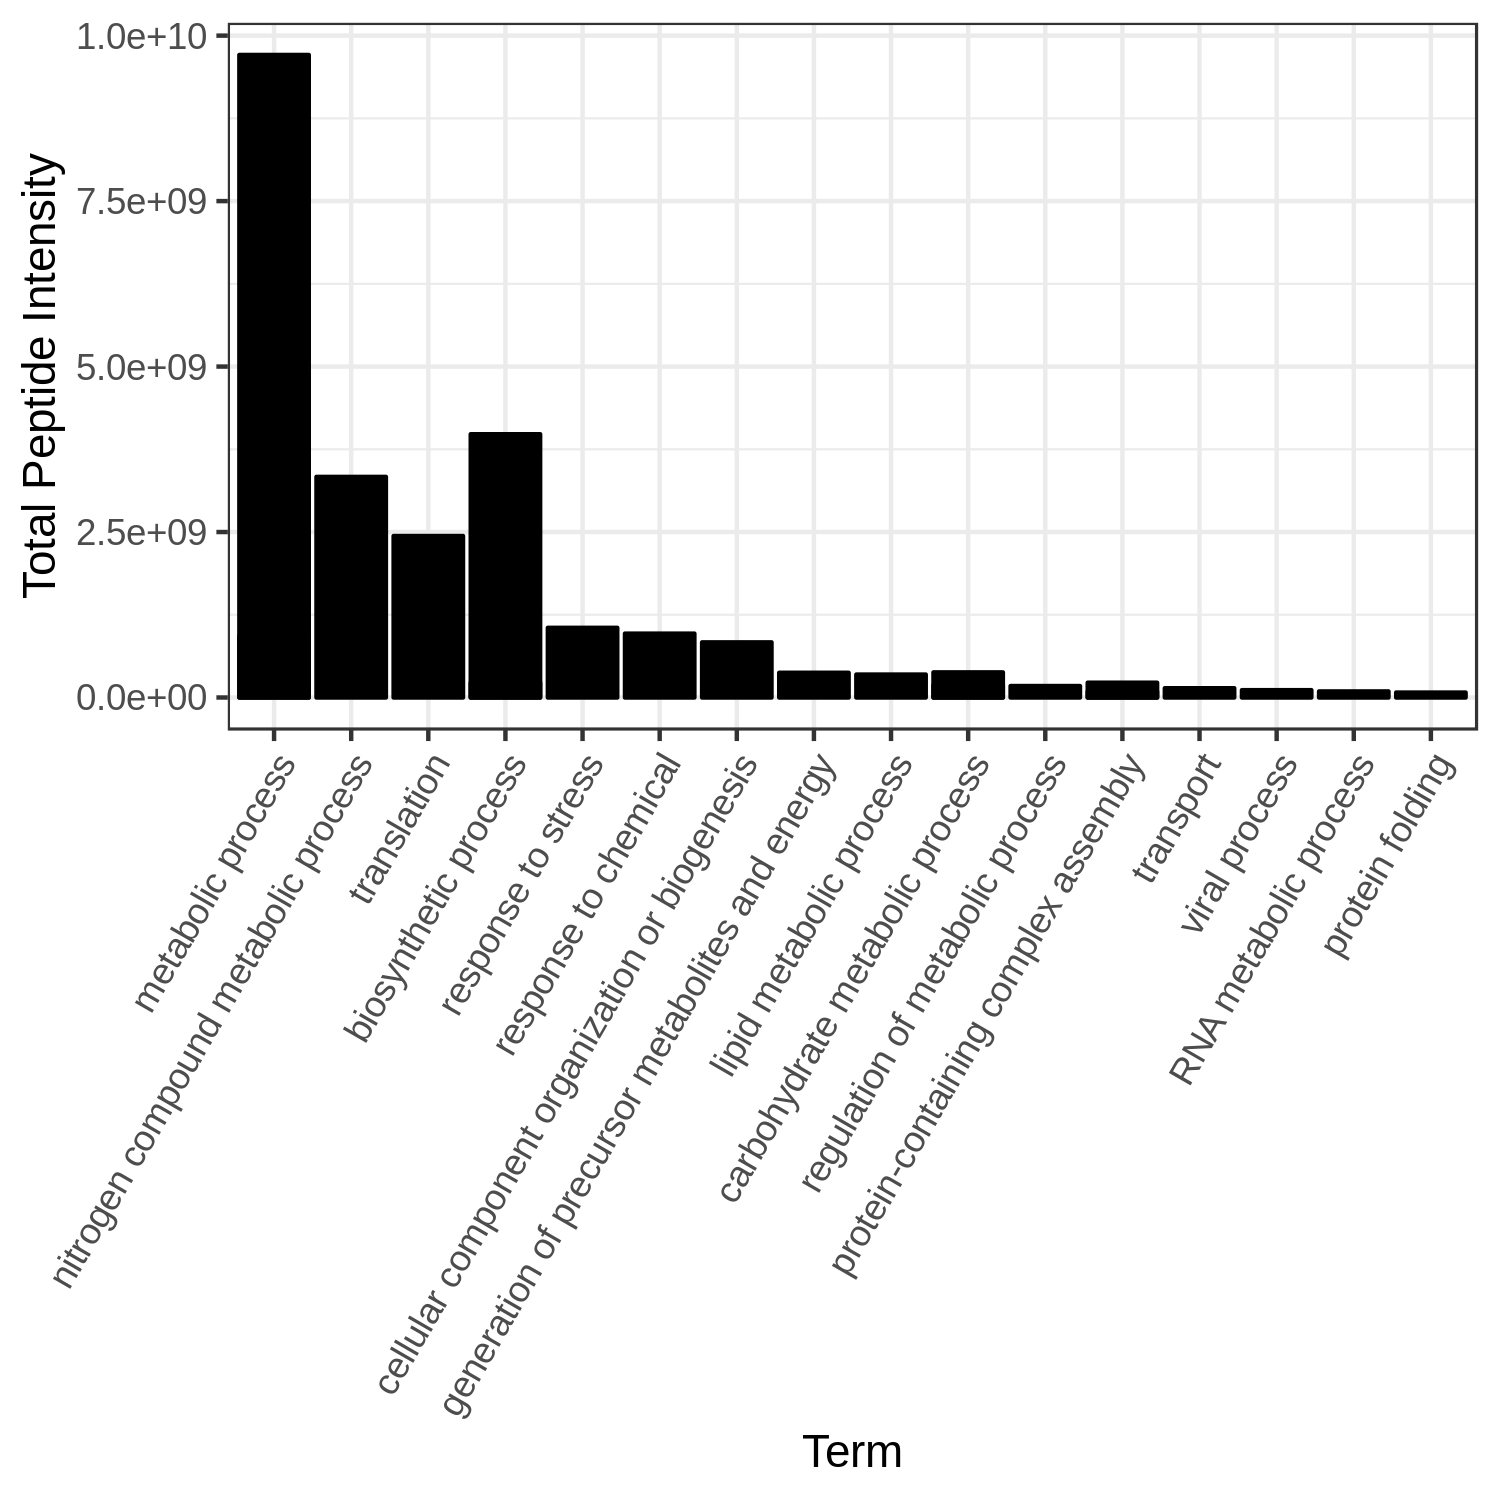 Total Peptide Intensity
1.0e+10
7.5e+09
5.0e+09
2.5e+09
0.0e+00
metabolic process
nitrogen compound metabolic process
translation
biosynthetic process
response to stress
response to chemical
cellular component organization or biogenesis
generation of precursor metabolites and energy
lipid metabolic process
carbohydrate metabolic process
regulation of metabolic process
protein-containing complex assembly
transport
viral process
RNA metabolic process
protein folding
Term